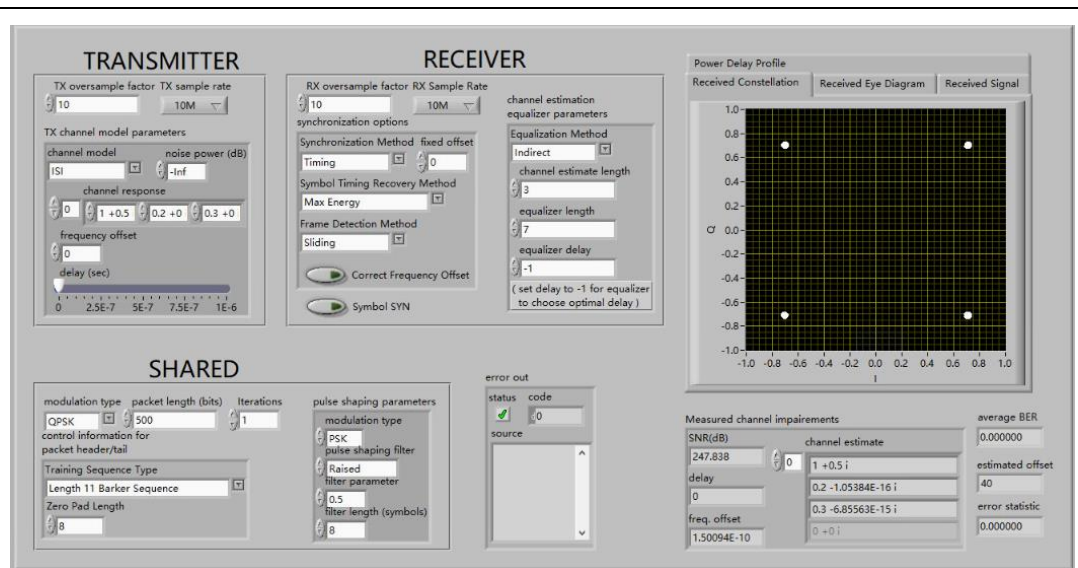 TRANSMITTER
TX oversample factor TX sample rate
10 10M
TX channel model parameters
channel model noise power (dB)
ISI -Inf
channel response
0 1 +0.5 0.2 +0 0.3 +0
frequency offset
0
delay (sec)
0 2.5E-7 5E-7 7.5E-7 1E-6
RECEIVER
RX oversample factor RX Sample Rate
10 10M
synchronization options
Synchronization Method fixed offset
Timing 0
Symbol Timing Recovery Method
Max Energy
Frame Detection Method
Sliding
Correct Frequency Offset
Symbol SYN
channel estimation
equalizer parameters
Equalization Method
Indirect
channel estimate length
3
equalizer length
7
equalizer delay
-1
( set delay to -1 for equalizer
to choose optimal delay )
Power Delay Profile
Received Constellation Received Eye Diagram Received Signal
1.0-
0.8-
0.6-
0.4-
0.2-
Q 0.0-
-0.2-
-0.4-
-0.6-
-0.8-
-1.0-
-1.0 -0.8 -0.6 -0.4 -0.2 0.0 0.2 0.4 0.6 0.8 1.0
I
SHARED
modulation type packet length (bits) Iterations
QPSK 500 1
control information for
packet header/tail
Training Sequence Type
Length 11 Barker Sequence
Zero Pad Length
8
pulse shaping parameters
modulation type
PSK
pulse shaping filter
Raised
filter parameter
0.5
filter length (symbols)
8
error out
status code
0
source
Measured channel impairements
SNR(dB)
247.838
delay
0
freq. offset
1.50094E-10
channel estimate
0 1 +0.5 i
0.2 -1.05384E-16 i
0.3 -6.85563E-15 i
0 +0 i
average BER
0.000000
estimated offset
40
error statistic
0.000000